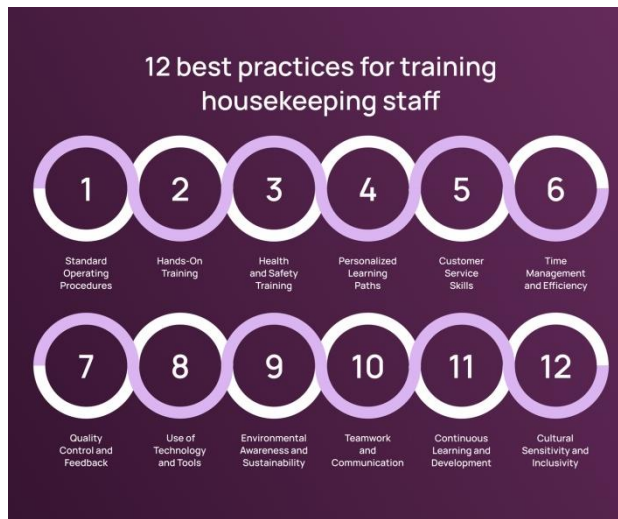 12 best practices for training
housekeeping staff
1
2
3
4
5
6
Standard
Operating
Procedures
Hands-On
Training
Health
and Safety
Training
Personalized
Learning
Paths
Customer
Service
Skills
Time
Management
and Efficiency
7
8
9
10
11
12
Quality
Control and
Feedback
Use of
Technology
and Tools
Environmental
Awareness and
Sustainability
Teamwork
and
Communication
Continuous
Learning and
Development
Cultural
Sensitivity and
Inclusivity